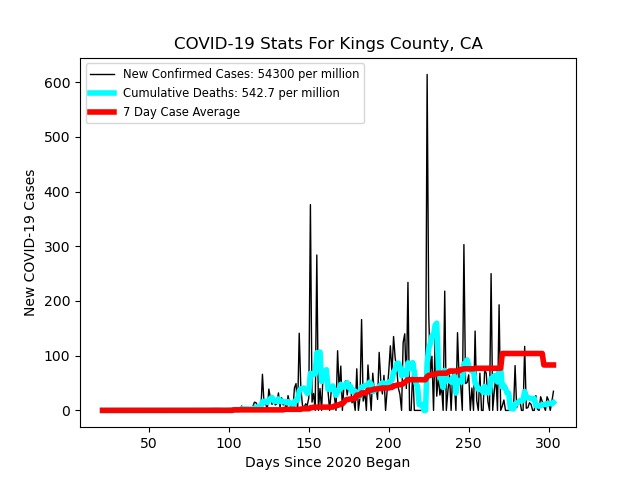 COVID-19 Stats For Kings County, CA
New Confirmed Cases: 54300 per million
Cumulative Deaths: 542.7 per million
7 Day Case Average
New COVID-19 Cases
600
500
400
300
200
100
0
50 100 150 200 250 300
Days Since 2020 Began